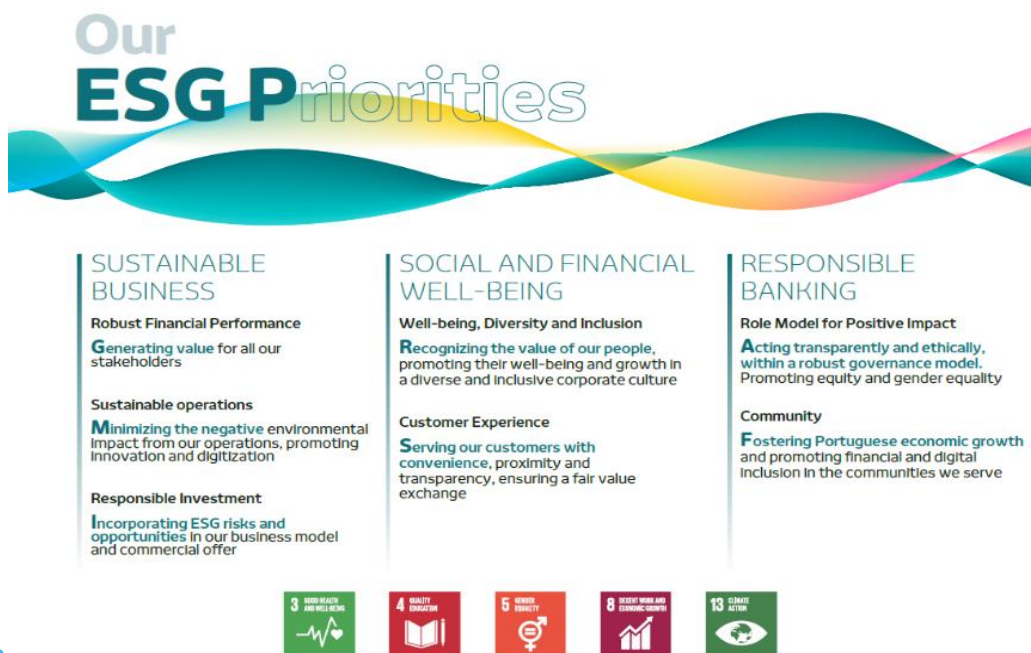 Our
ESG Priorities
SUSTAINABLE
BUSINESS
Robust Financial Performance
Generating value for all our
stakeholders
Sustainable operations
Minimizing the negative environmental
impact from our operations, promoting
innovation and digitization
Responsible Investment
Incorporating ESG risks and
opportunities in our business model
and commercial offer
SOCIAL AND FINANCIAL
WELL-BEING
Well-being, Diversity and Inclusion
Recognizing the value of our people,
promoting their well-being and growth in
a diverse and inclusive corporate culture
Customer Experience
Serving our customers with
convenience, proximity and
transparency, ensuring a fair value
exchange
RESPONSIBLE
BANKING
Role Model for Positive Impact
Acting transparently and ethically,
within a robust governance model.
Promoting equity and gender equality
Community
Fostering Portuguese economic growth
and promoting financial and digital
inclusion in the communities we serve
3 GOOD HEALTH
AND WELL-BEING
4 QUALITY
EDUCATION
5 GENDER
EQUALITY
8 DECENT WORK AND
ECONOMIC GROWTH
13 CLIMATE
ACTION